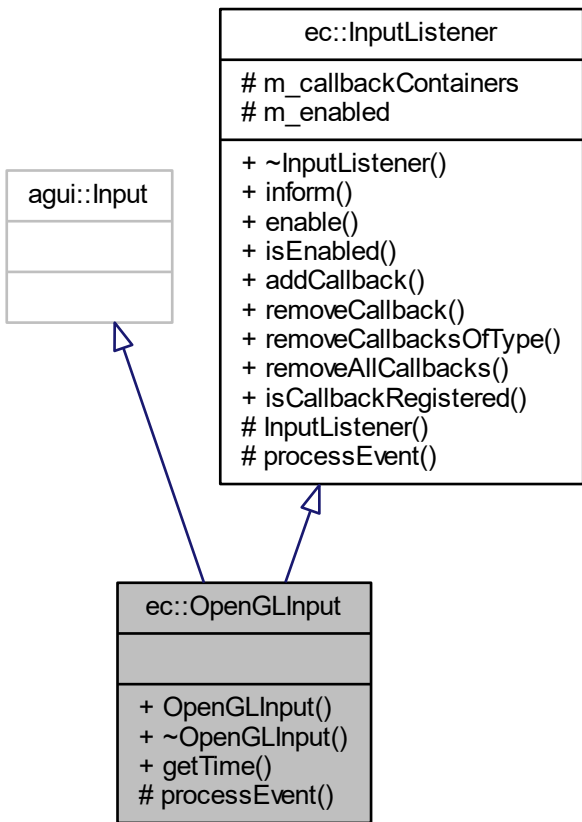 ec::InputListener
# m_callbackContainers
# m_enabled
+ ~InputListener()
+ inform()
+ enable()
+ isEnabled()
+ addCallback()
+ removeCallback()
+ removeCallbacksOfType()
+ removeAllCallbacks()
+ isCallbackRegistered()
# InputListener()
# processEvent()
agui::Input
ec::OpenGLInput
+ OpenGLInput()
+ ~OpenGLInput()
+ getTime()
# processEvent()